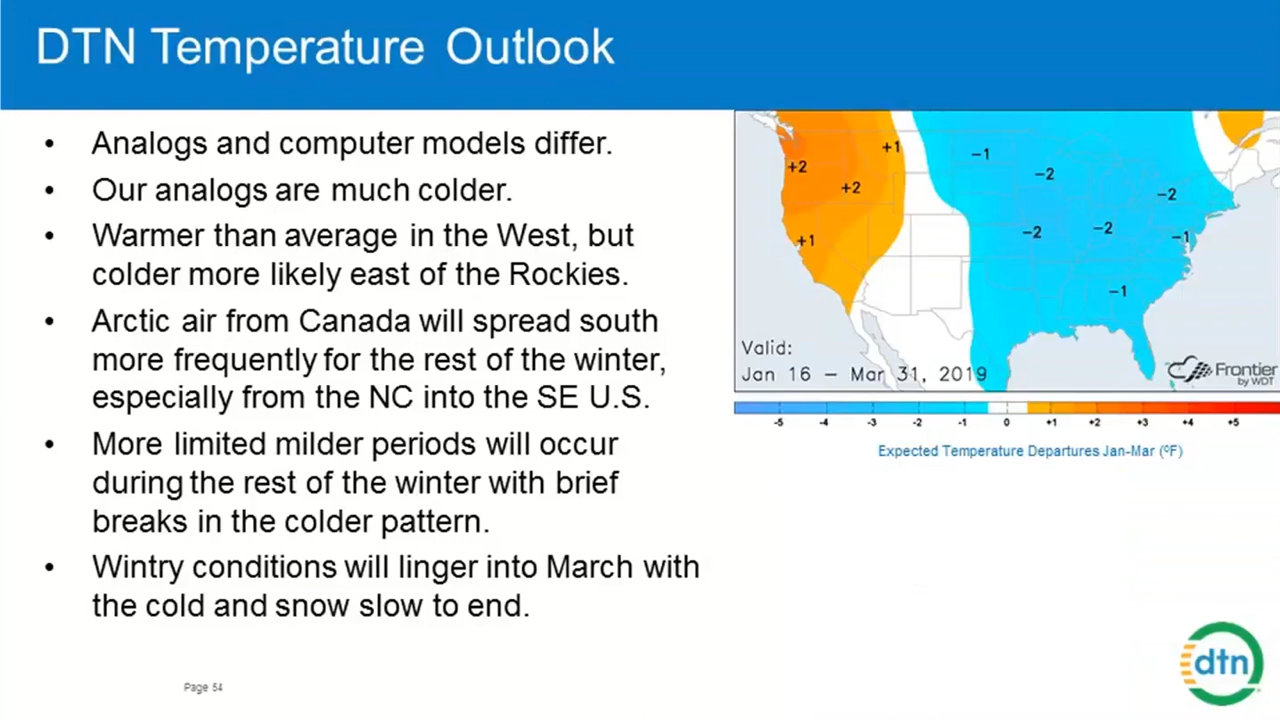 DTN Temperature Outlook
• Analogs and computer models differ.
• Our analogs are much colder.
• Warmer than average in the West, but
colder more likely east of the Rockies.
• Arctic air from Canada will spread south
more frequently for the rest of the winter,
especially from the NC into the SE U.S.
• More limited milder periods will occur
during the rest of the winter with brief
breaks in the colder pattern.
• Wintry conditions will linger into March with
the cold and snow slow to end.
Page 54
+1
-1
+2
-2
+2
-2
+1
-2
-2
-1
-1
Valid:
Jan 16 – Mar 31, 2019
Frontier
by WDT
-5 -4 -3 -2 -1 0 +1 +2 +3 +4 +5
Expected Temperature Departures Jan-Mar (ºF)
dtn